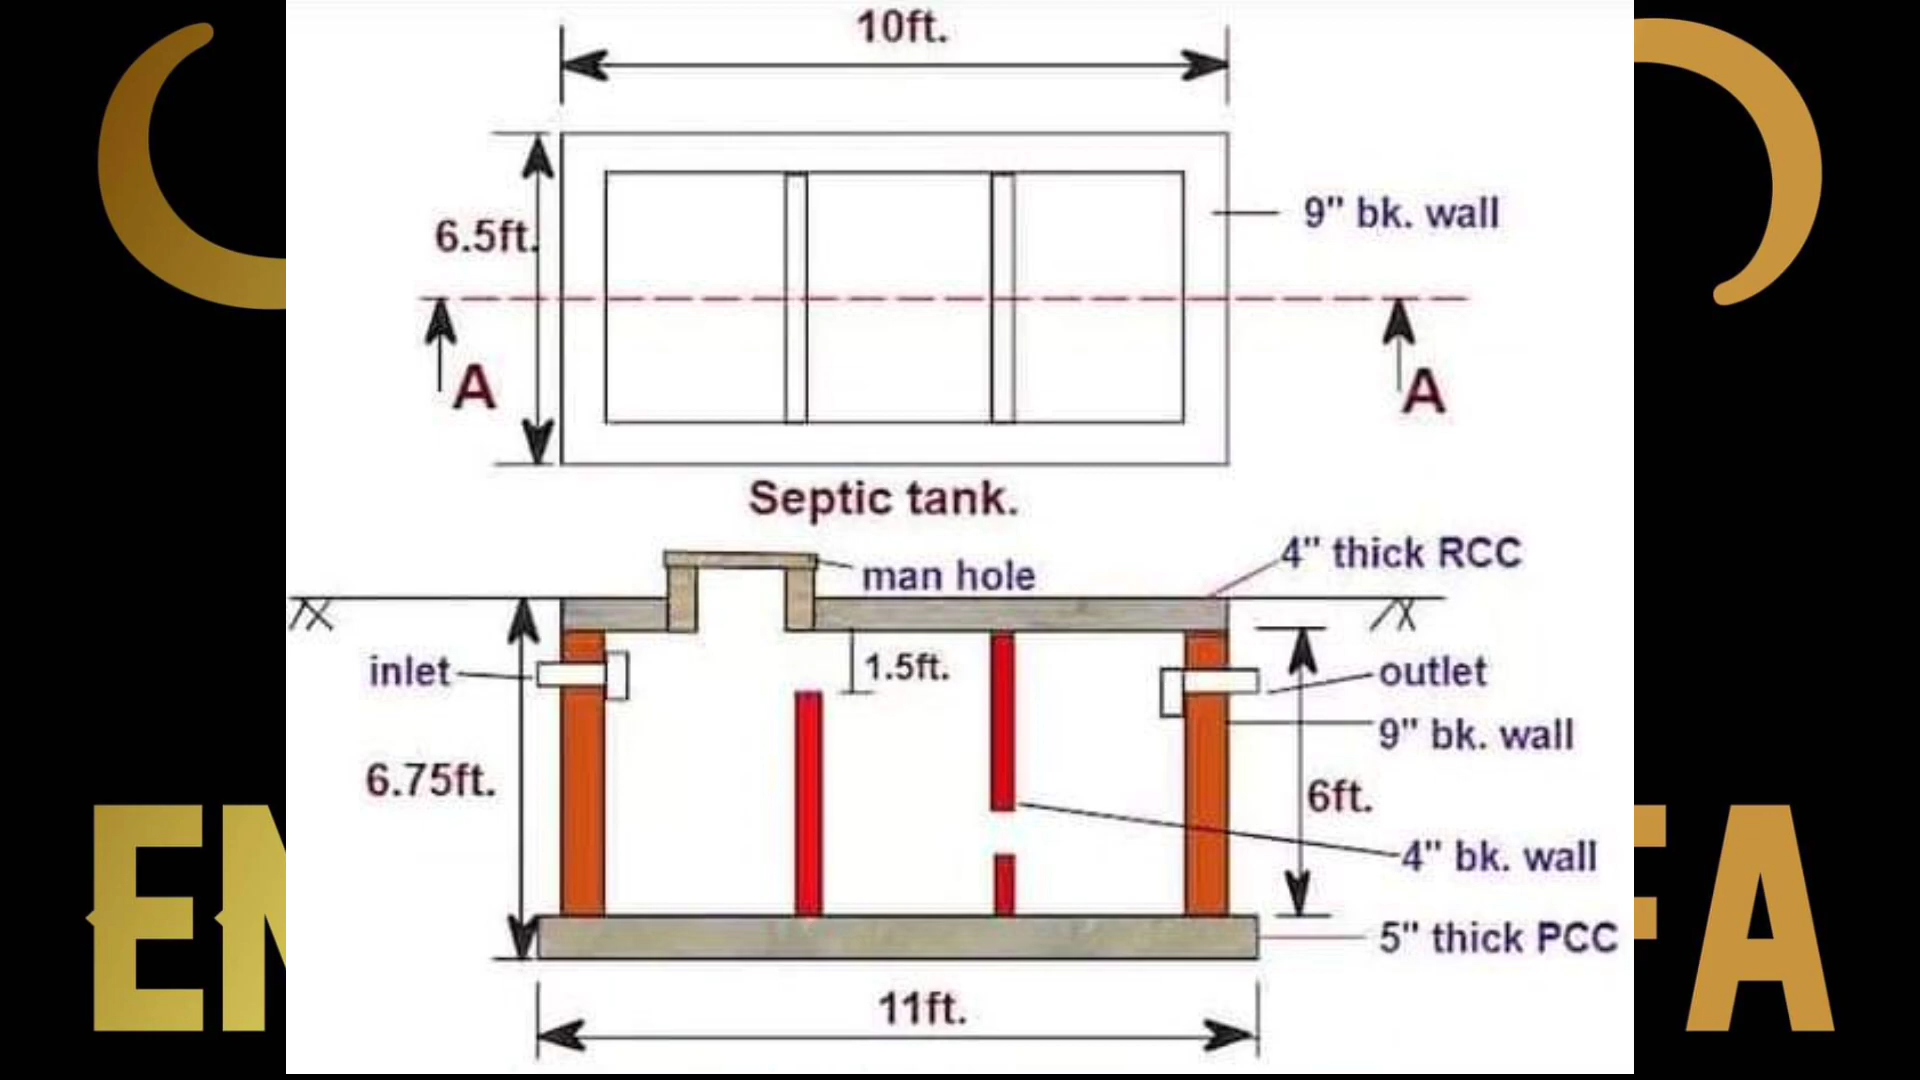 10ft.
6.5ft.
9" bk. wall
A
A
Septic tank.
4" thick RCC
man hole
inlet
1.5ft.
outlet
9" bk. wall
6.75ft.
6ft.
4" bk. wall
5" thick PCC
11ft.
EN
FA